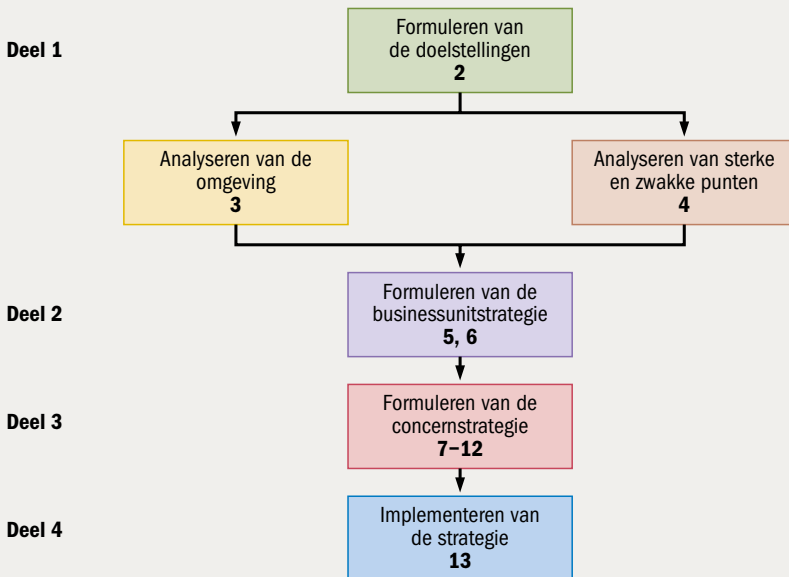 Deel 1
Formuleren van
de doelstellingen
2
Analyseren van de
omgeving
3
Analyseren van sterke
en zwakke punten
4
Deel 2
Formuleren van de
businessunitstrategie
5, 6
Deel 3
Formuleren van de
concernstrategie
7–12
Deel 4
Implementeren van
de strategie
13